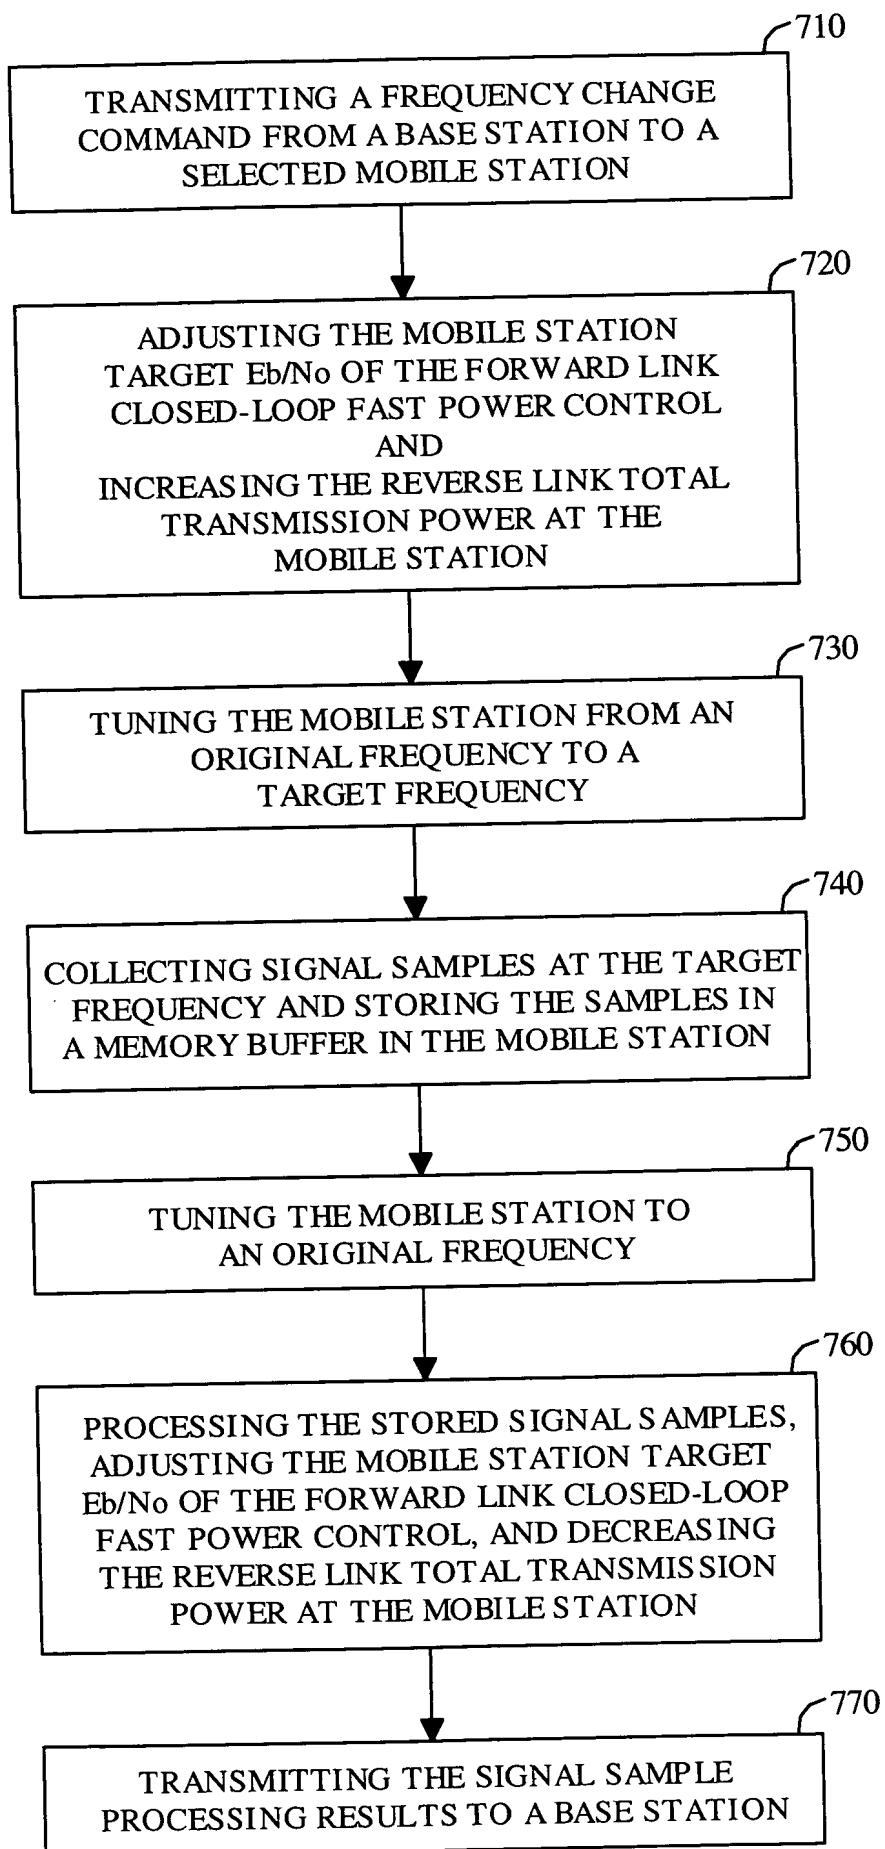 710
TRANSMITTING A FREQUENCY CHANGE
COMMAND FROM A BASE STATION TO A
SELECTED MOBILE STATION
720
ADJUSTING THE MOBILE STATION
TARGET Eb/No OF THE FORWARD LINK
CLOSED-LOOP FAST POWER CONTROL
AND
INCREASING THE REVERSE LINK TOTAL
TRANSMISSION POWER AT THE
MOBILE STATION
730
TUNING THE MOBILE STATION FROM AN
ORIGINAL FREQUENCY TO A
TARGET FREQUENCY
740
COLLECTING SIGNAL SAMPLES AT THE TARGET
FREQUENCY AND STORING THE SAMPLES IN
A MEMORY BUFFER IN THE MOBILE STATION
750
TUNING THE MOBILE STATION TO
AN ORIGINAL FREQUENCY
760
PROCESSING THE STORED SIGNAL SAMPLES,
ADJUSTING THE MOBILE STATION TARGET
Eb/No OF THE FORWARD LINK CLOSED-LOOP
FAST POWER CONTROL, AND DECREASING
THE REVERSE LINK TOTAL TRANSMISSION
POWER AT THE MOBILE STATION
770
TRANSMITTING THE SIGNAL SAMPLE
PROCESSING RESULTS TO A BASE STATION